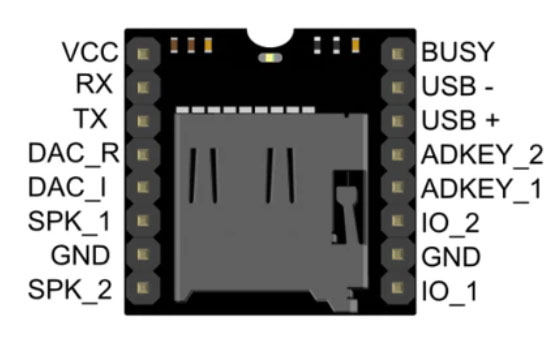 VCC
RX
TX
DAC_R
DAC_I
SPK_1
GND
SPK_2
BUSY
USB -
USB +
ADKEY_2
ADKEY_1
IO_2
GND
IO_1